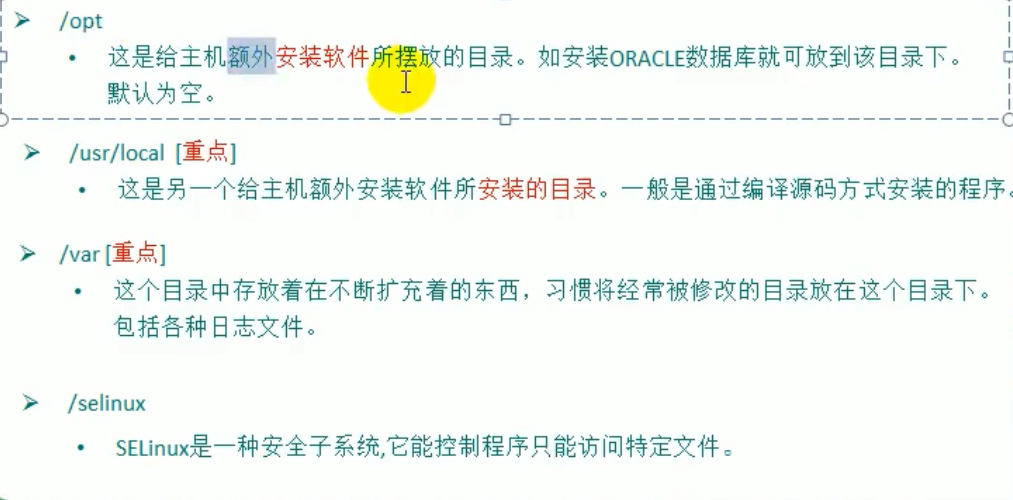 /opt
这是给主机额外安装软件所摆放的目录。如安装ORACLE数据库就可放到该目录下。
默认为空。
/usr/local [重点]
这是另一个给主机额外安装软件所安装的目录。一般是通过编译源码方式安装的程序。
/var [重点]
这个目录中存放着在不断扩充着的东西，习惯将经常被修改的目录放在这个目录下。
包括各种日志文件。
/selinux
SELinux是一种安全子系统,它能控制程序只能访问特定文件。